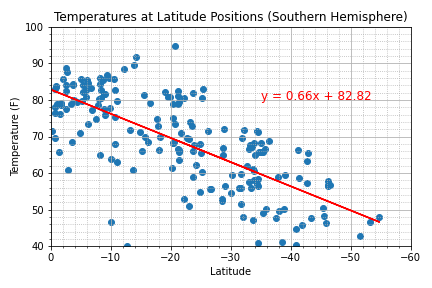 Temperatures at Latitude Positions (Southern Hemisphere)
100
90
80
70
60
50
40
Temperature (F)
y = 0.66x + 82.82
0 −10 −20 −30 −40 −50 −60
Latitude